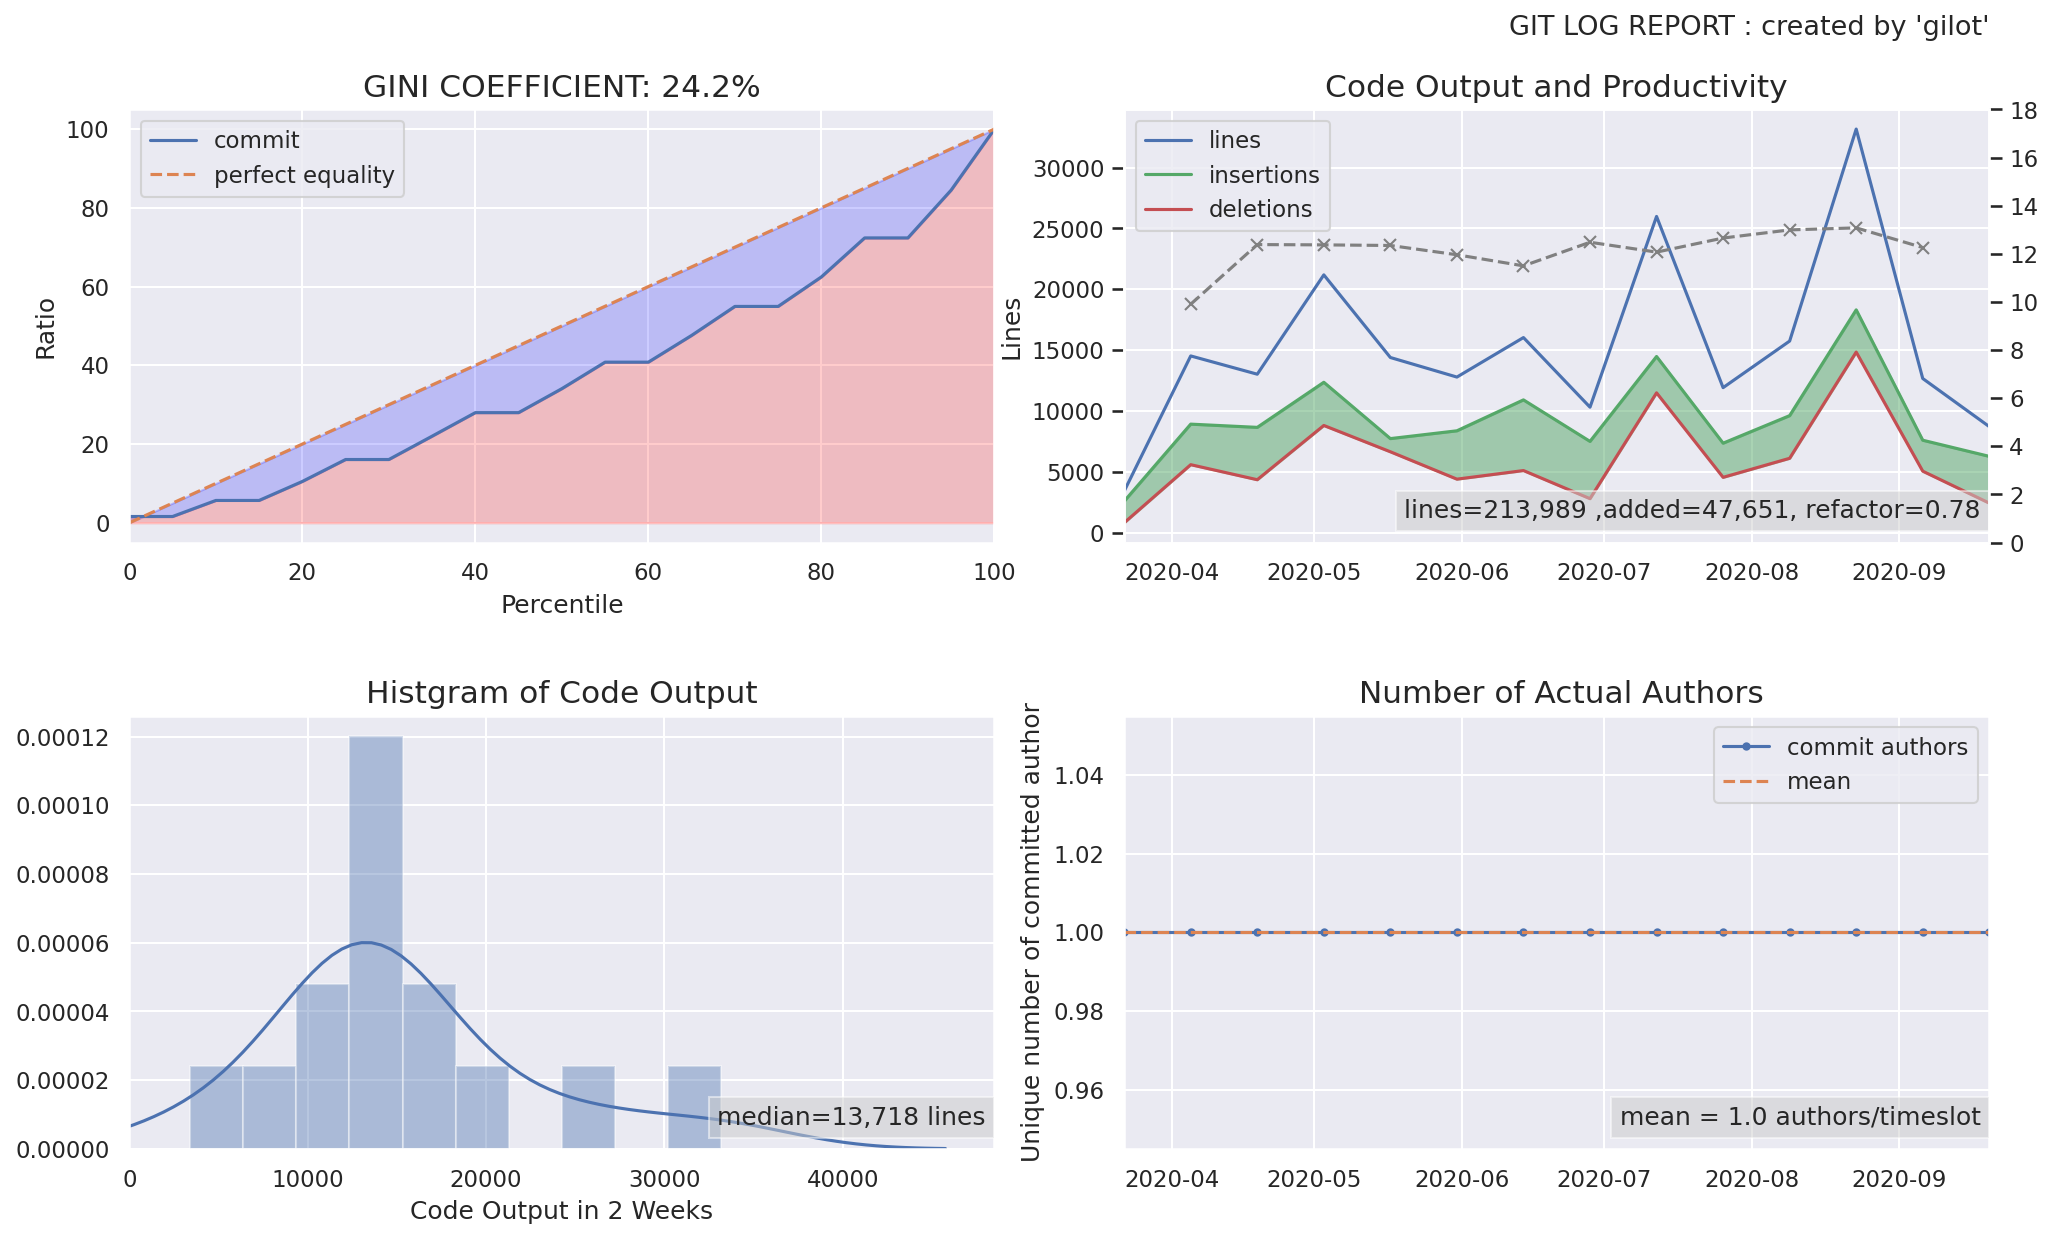 GIT LOG REPORT : created by 'gilot'
GINI COEFFICIENT: 24.2%
commit
perfect equality
100
80
60
40
20
0
Ratio
0 20 40 60 80 100
Percentile
Code Output and Productivity
lines
insertions
deletions
30000
25000
20000
15000
10000
5000
0
Lines
18
16
14
12
10
8
6
4
2
0
lines=213,989 ,added=47,651, refactor=0.78
2020-04 2020-05 2020-06 2020-07 2020-08 2020-09
Histgram of Code Output
0.00012
0.00010
0.00008
0.00006
0.00004
0.00002
0.00000
median=13,718 lines
0 10000 20000 30000 40000
Code Output in 2 Weeks
Number of Actual Authors
commit authors
mean
Unique number of committed author
1.04
1.02
1.00
0.98
0.96
mean = 1.0 authors/timeslot
2020-04 2020-05 2020-06 2020-07 2020-08 2020-09